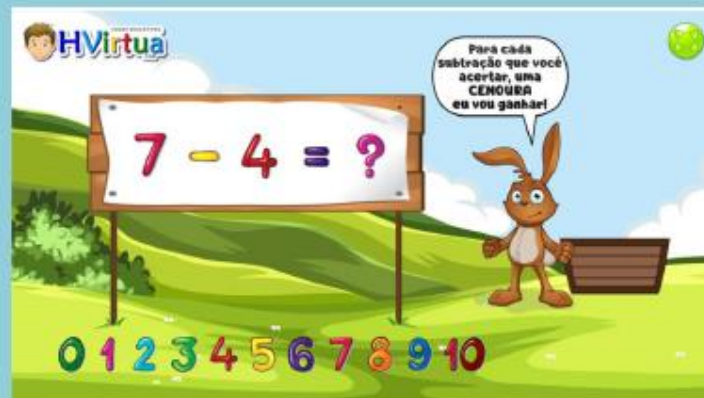 HVirtua
Para cada
subtração que você
acertar, uma
CENOURA
eu vou ganhar!
7 - 4 = ?
0 1 2 3 4 5 6 7 8 9 10